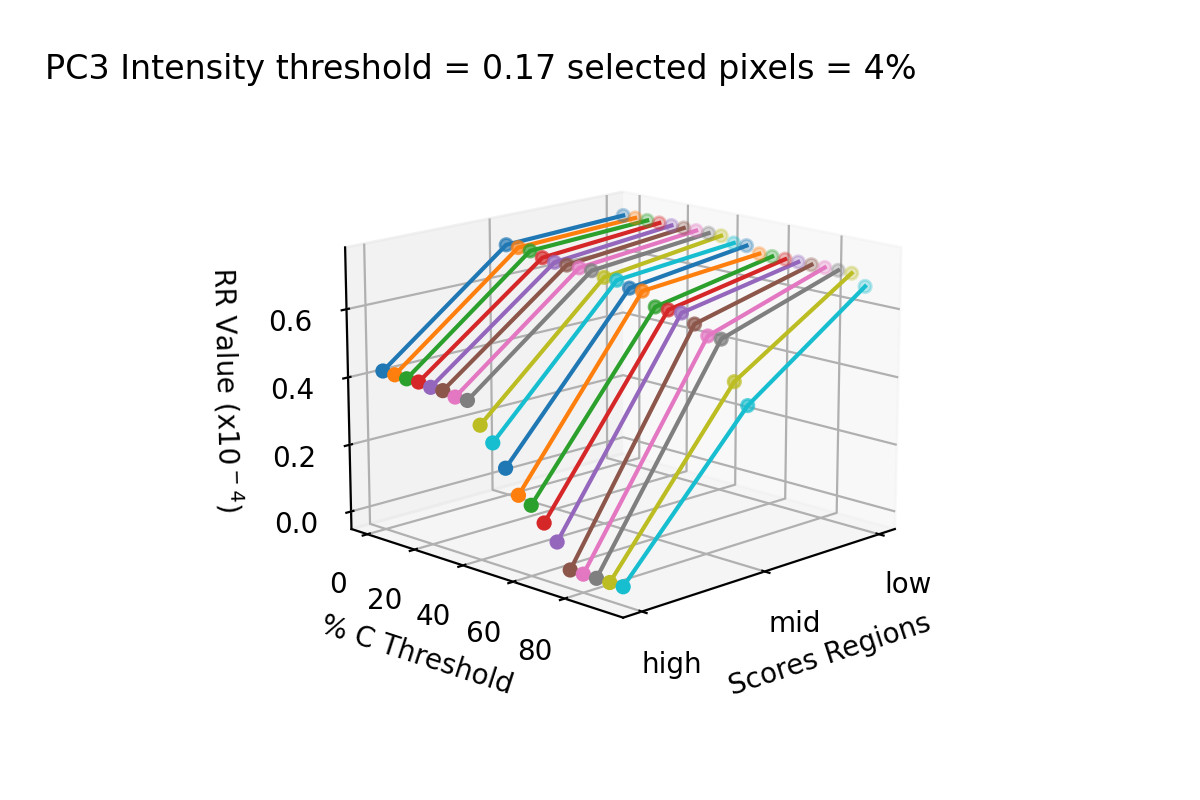 PC3 Intensity threshold = 0.17 selected pixels = 4%
RR Value (x10⁻⁴)
0.6
0.4
0.2
0.0
0
20
40
60
80
% C Threshold
high
mid
low
Scores Regions